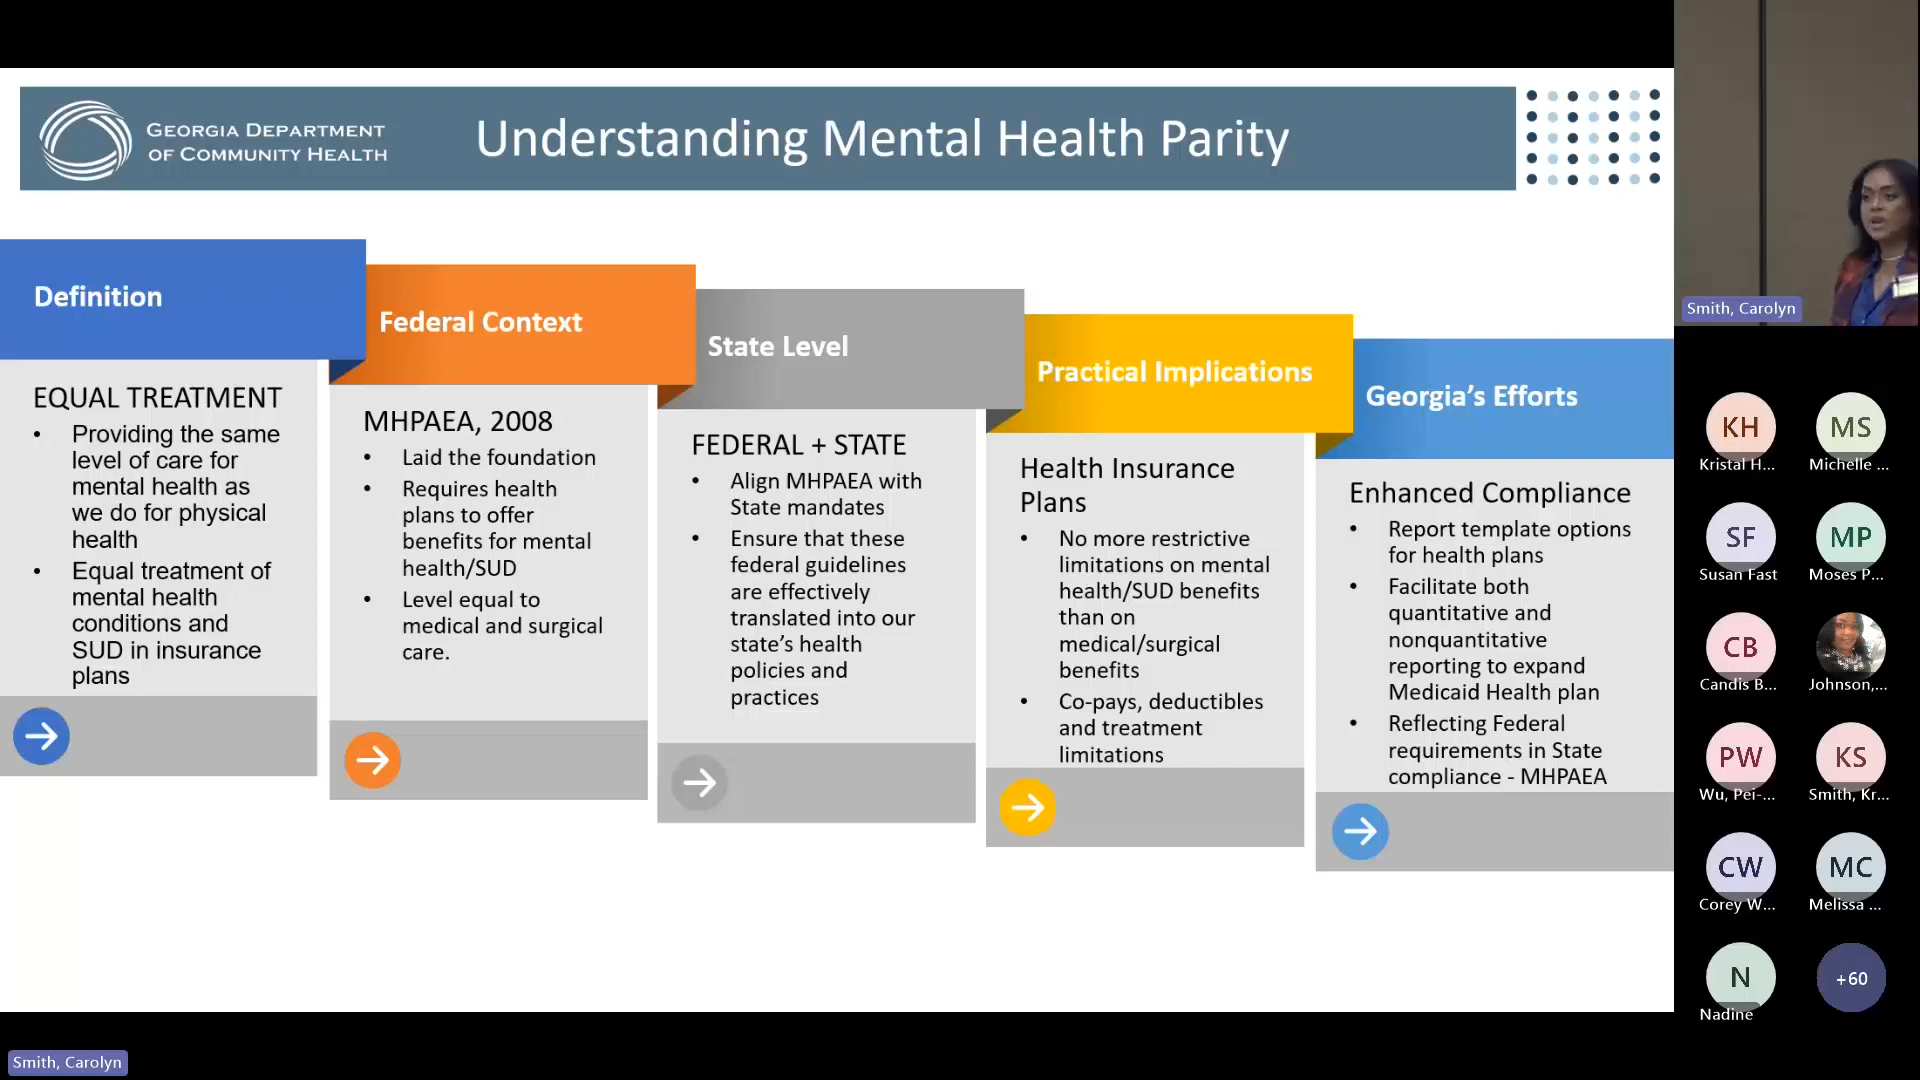 GEORGIA DEPARTMENT
OF COMMUNITY HEALTH
Understanding Mental Health Parity
Definition
EQUAL TREATMENT
• Providing the same
level of care for
mental health as
we do for physical
health
• Equal treatment of
mental health
conditions and
SUD in insurance
plans
Federal Context
MHPAEA, 2008
• Laid the foundation
• Requires health
plans to offer
benefits for mental
health/SUD
• Level equal to
medical and surgical
care.
State Level
FEDERAL + STATE
• Align MHPAEA with
State mandates
• Ensure that these
federal guidelines
are effectively
translated into our
state's health
policies and
practices
Practical Implications
Health Insurance
Plans
• No more restrictive
limitations on mental
health/SUD benefits
than on
medical/surgical
benefits
• Co-pays, deductibles
and treatment
limitations
Georgia's Efforts
Enhanced Compliance
• Report template options
for health plans
• Facilitate both
quantitative and
nonquantitative
reporting to expand
Medicaid Health plan
• Reflecting Federal
requirements in State
compliance - MHPAEA
Smith, Carolyn
KH
Kristal H...
MS
Michelle ...
SF
Susan Fast
MP
Moses P...
CB
Candis B...
Johnson,...
PW
Wu, Pei-...
KS
Smith, Kr...
CW
Corey W...
MC
Melissa ...
N
Nadine
+60
Smith, Carolyn